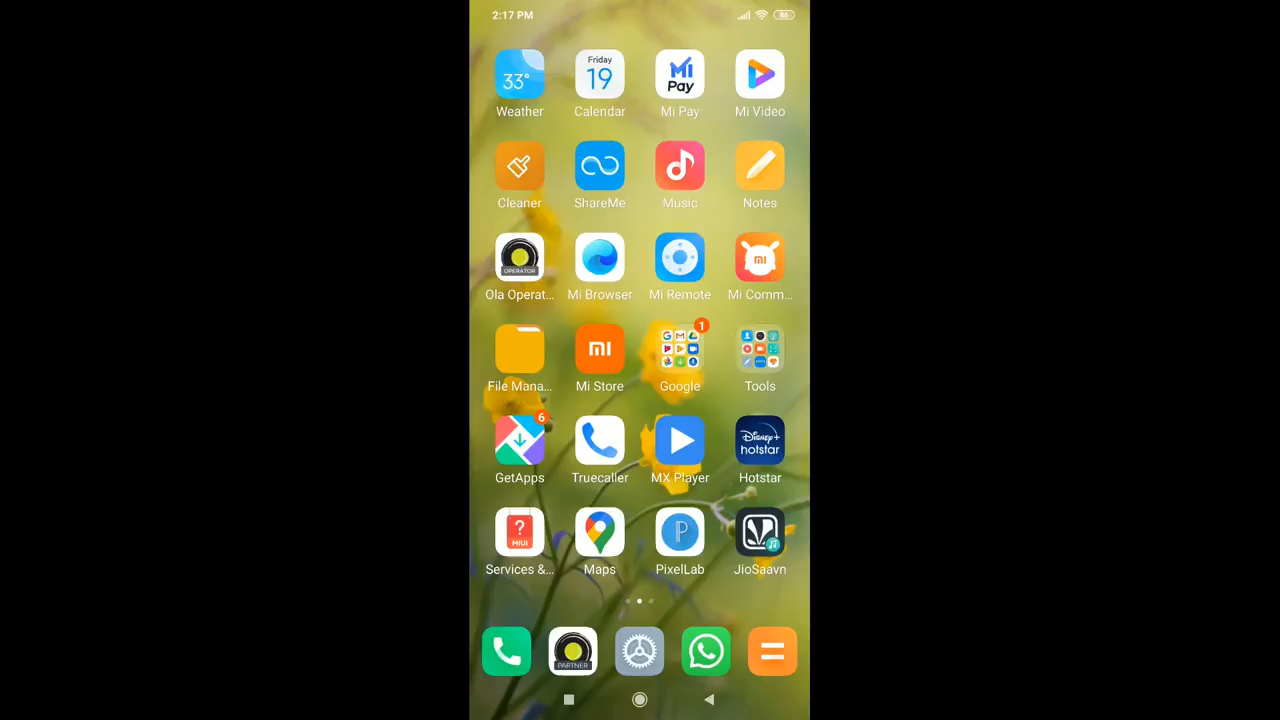 2:17 PM
86
33°
Friday
19
Mi
Pay
Weather
Calendar
Mi Pay
Mi Video
Cleaner
ShareMe
Music
Notes
OPERATOR
mi
Ola Operat...
Mi Browser
Mi Remote
Mi Comm...
mi
1
File Mana...
Mi Store
Google
Tools
6
Disney+
hotstar
GetApps
Truecaller
MX Player
Hotstar
?
MIUI
P
Services &...
Maps
PixelLab
JioSaavn
PARTNER